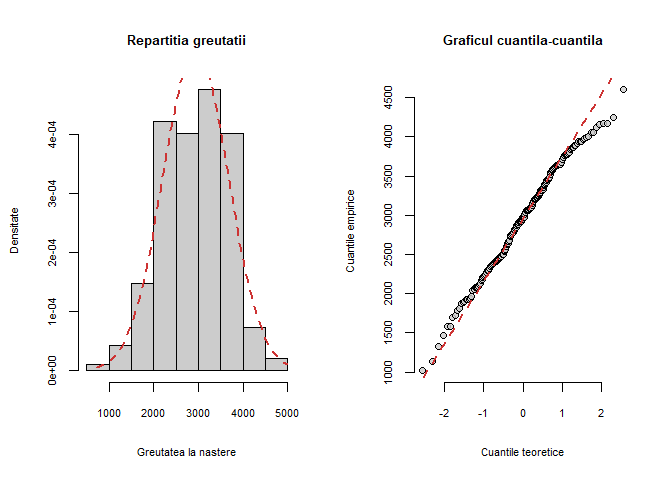 Repartitia greutatii
Densitate
0e+00
1e-04
2e-04
3e-04
4e-04
1000 2000 3000 4000 5000
Greutatea la nastere
Graficul cuantila-cuantila
Cuantile empirice
1000
1500
2000
2500
3000
3500
4000
4500
-2 -1 0 1 2
Cuantile teoretice